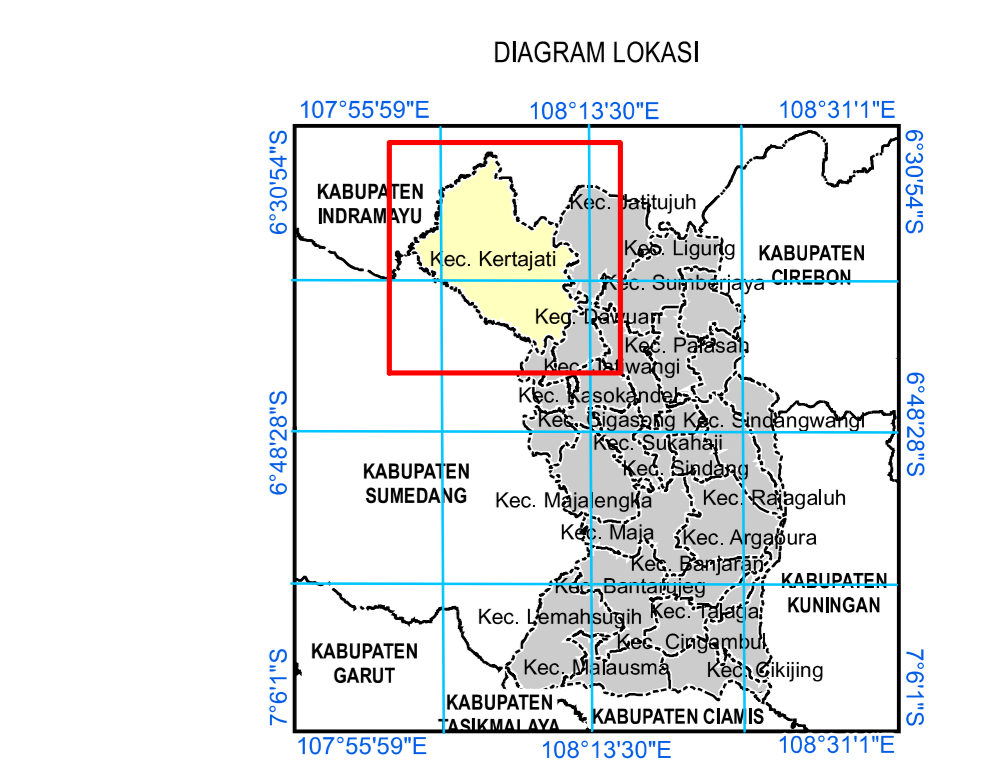 DIAGRAM LOKASI
107°55'59"E
108°13'30"E
108°31'1"E
6°30'54"S
6°30'54"S
KABUPATEN
INDRAMAYU
Kec. Jatitujuh
Kec. Ligung
KABUPATEN
CIREBON
Kec. Kertajati
Kec. Sumberjaya
Kec. Dawuan
Kec. Palasah
Kec. Jatiwangi
Kec. Kasokandel
Kec. Cigasong
Kec. Sindangwangi
6°48'28"S
6°48'28"S
Kec. Sukahaji
Kec. Sindang
KABUPATEN
SUMEDANG
Kec. Majalengka
Kec. Rajagaluh
Kec. Maja
Kec. Argapura
Kec. Banjaran
Kec. Bantarujeg
KABUPATEN
KUNINGAN
Kec. Lemahsugih
Kec. Talaga
Kec. Cingambul
KABUPATEN
GARUT
Kec. Malausma
Kec. Cikijing
7°6'1"S
7°6'1"S
KABUPATEN
TASIKMALAYA
KABUPATEN CIAMIS
107°55'59"E
108°13'30"E
108°31'1"E